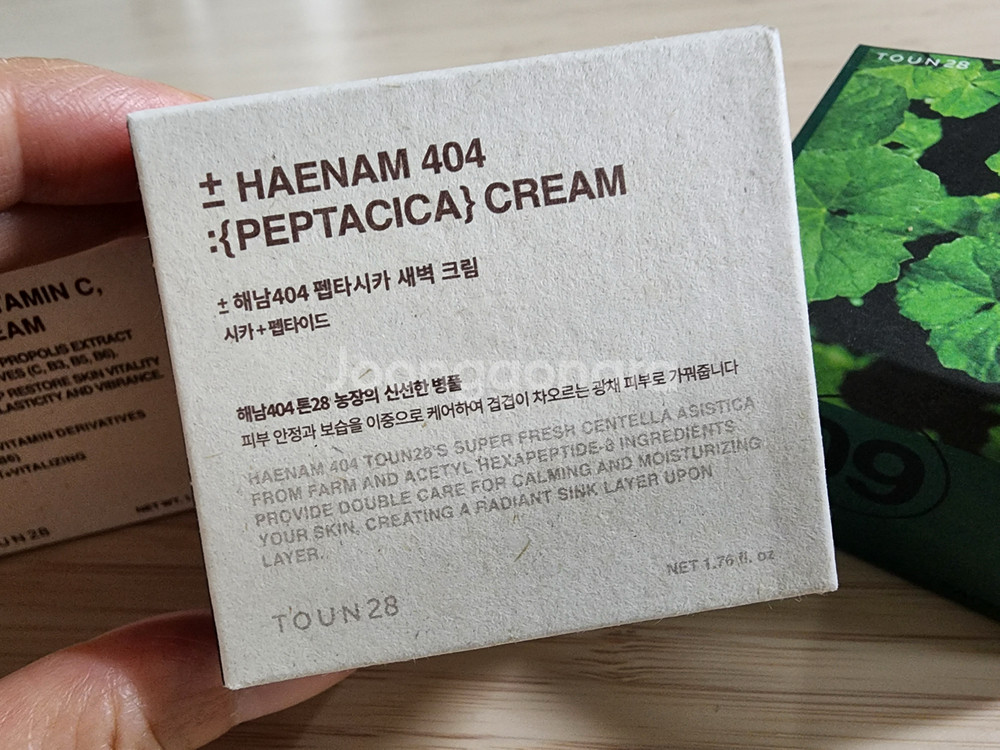 ± HAENAM 404
:{PEPTACICA} CREAM
± 해남404 펩타시카 새벽 크림
시카+펩타이드
해남404 톤28 농장의 신선한 병풀
피부 안정과 보습을 이중으로 케어하여 겹겹이 차오르는 광채 피부로 가꿔줍니다
HAENAM 404 TOUN28'S SUPER FRESH CENTELLA ASISTICA
FROM FARM AND ACETYL HEXAPEPTIDE-8 INGREDIENTS
PROVIDE DOUBLE CARE FOR CALMING AND MOISTURIZING
YOUR SKIN, CREATING A RADIANT SINK LAYER UPON
LAYER.
NET 1.76 fl. oz
TOUN28
TAMIN C,
EAM
PROPOLIS EXTRACT
VES (C, B3, B5, B6).
RESTORE SKIN VITALITY
LASTICITY AND VIBRANCE.
VITAMIN DERIVATIVES
B6)
+VITALIZING
NET WT.
OUN28
TOUN28
09